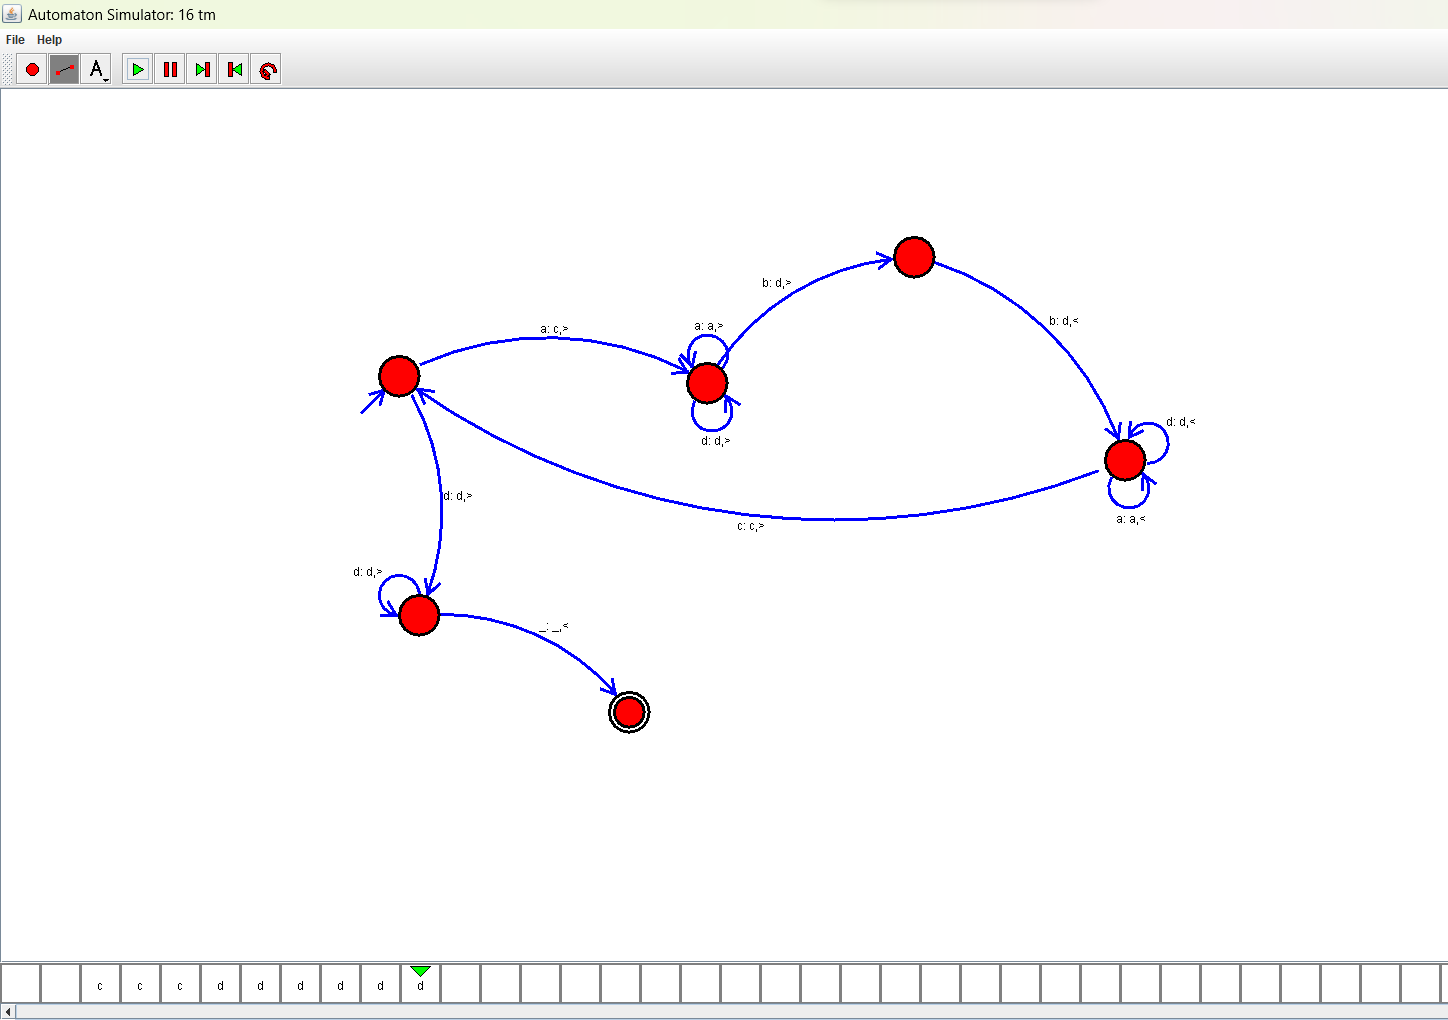 Automaton Simulator: 16 tm
File Help
A
b: d,>
b: d,<
a: c,>
a: a,>
d: d,<
d: d,>
d: d,>
a: a,<
c: c,>
d: d,>
_: _,<
c c c d d d d d d